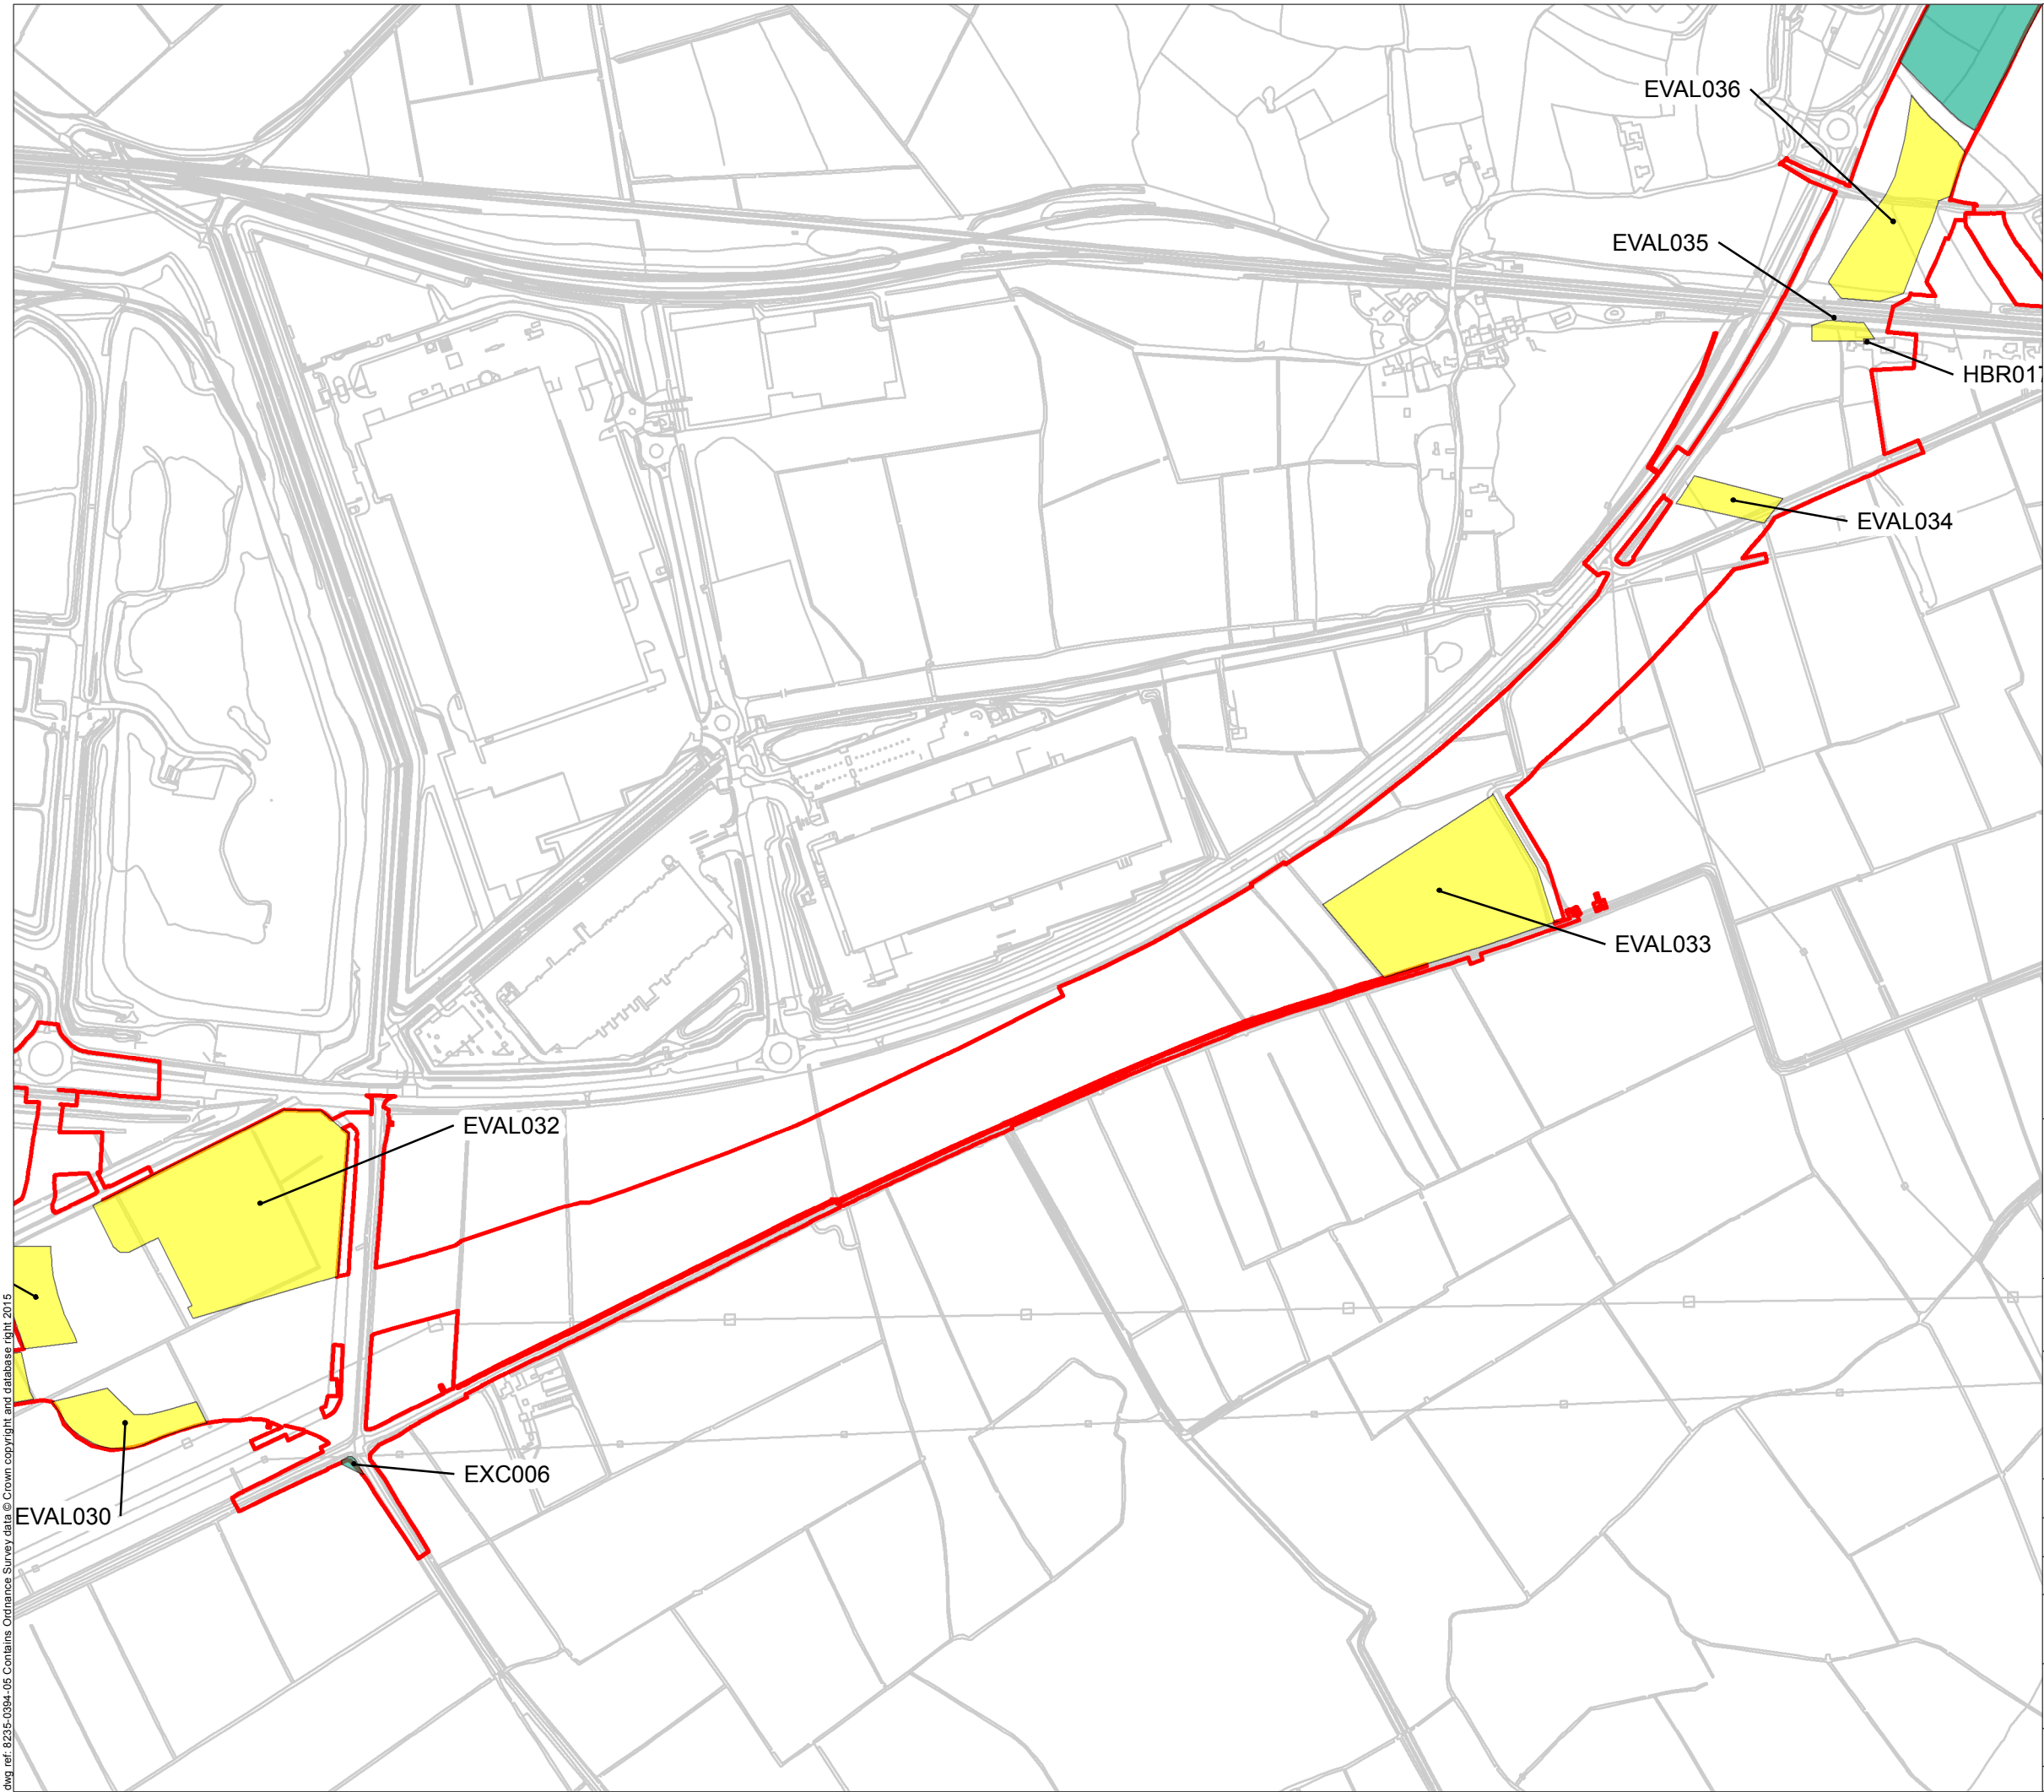 EVAL036
EVAL035
HBR017
EVAL034
EVAL033
EVAL032
EXC006
EVAL030
dwg ref: 8235-0394-05 Contains Ordnance Survey data © Crown copyright and database right 2015